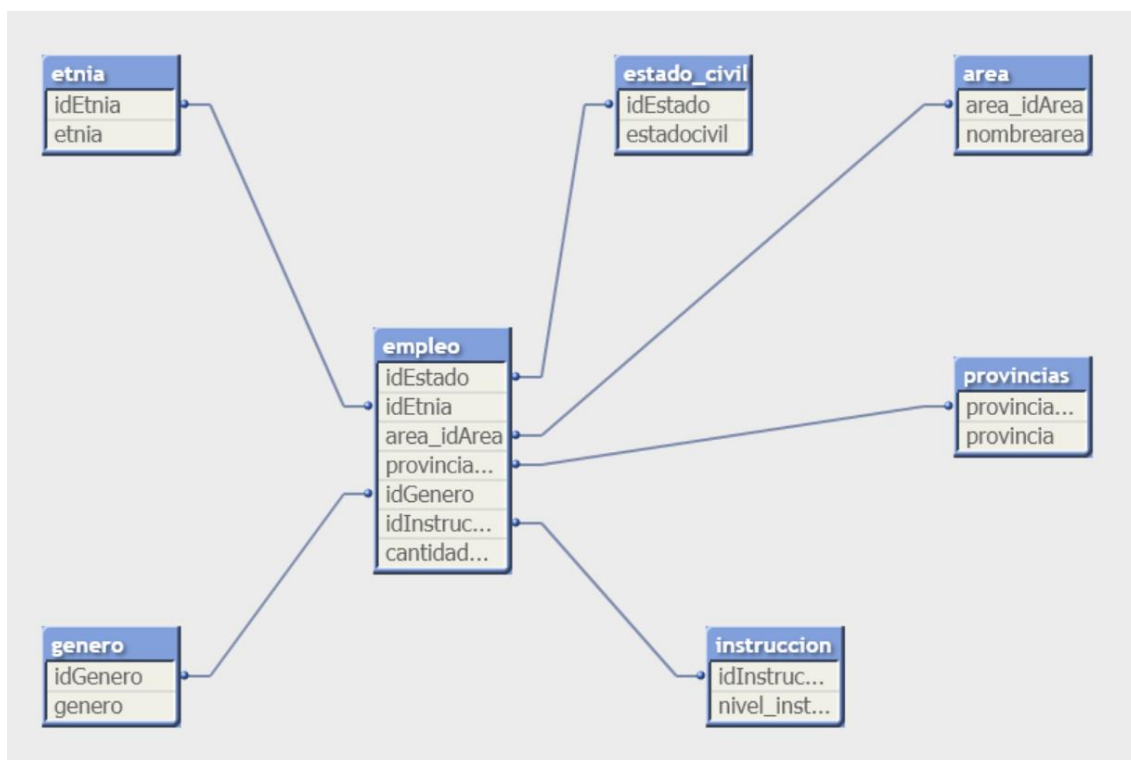 etnia
idEtnia
etnia
estado_civil
idEstado
estadocivil
area
area_idArea
nombrearea
empleo
idEstado
idEtnia
area_idArea
provincia...
idGenero
idInstruc...
cantidad...
provincias
provincia...
provincia
genero
idGenero
genero
instruccion
idInstruc...
nivel_inst...